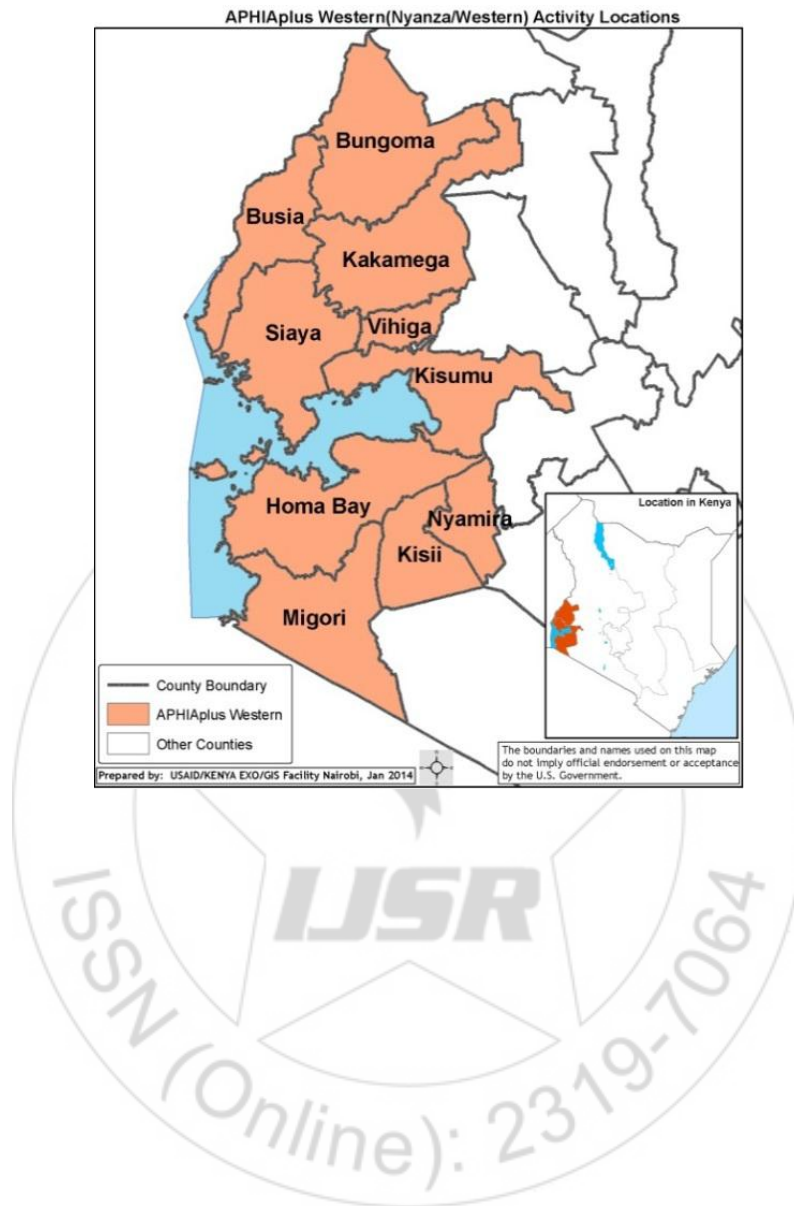 APHIAplus Western(Nyanza/Western) Activity Locations
Bungoma
Busia
Kakamega
Siaya
Vihiga
Kisumu
Homa Bay
Nyamira
Kisii
Migori
Location in Kenya
County Boundary
APHIAplus Western
Other Counties
Prepared by: USAID/KENYA EXO/GIS Facility Nairobi, Jan 2014
The boundaries and names used on this map
do not imply official endorsement or acceptance
by the U.S. Government.
IJSR
ISSN (Online): 2319-7064